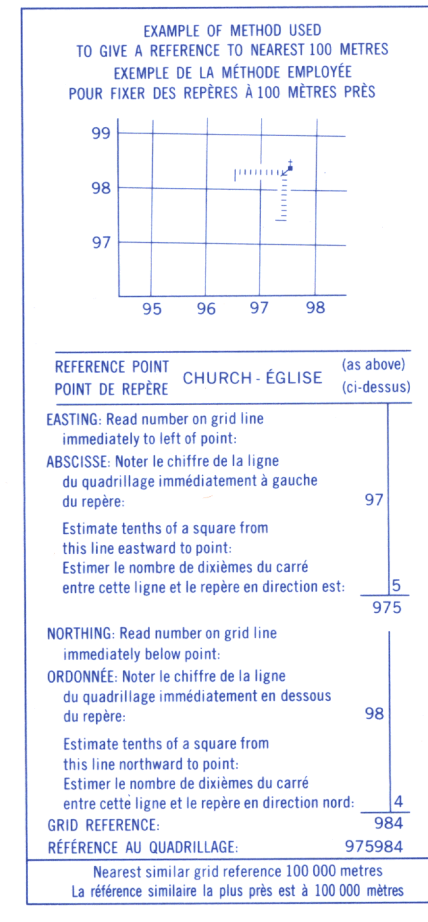 EXAMPLE OF METHOD USED
TO GIVE A REFERENCE TO NEAREST 100 METRES
EXEMPLE DE LA MÉTHODE EMPLOYÉE
POUR FIXER DES REPÈRES À 100 MÈTRES PRÈS
99
98
97
95 96 97 98
REFERENCE POINT
POINT DE REPÈRE
CHURCH - ÉGLISE
(as above)
(ci-dessus)
EASTING: Read number on grid line
immediately to left of point:
ABSCISSE: Noter le chiffre de la ligne
du quadrillage immédiatement à gauche
du repère: 97
Estimate tenths of a square from
this line eastward to point:
Estimer le nombre de dixièmes du carré
entre cette ligne et le repère en direction est: 5
975
NORTHING: Read number on grid line
immediately below point:
ORDONNÉE: Noter le chiffre de la ligne
du quadrillage immédiatement en dessous
du repère: 98
Estimate tenths of a square from
this line northward to point:
Estimer le nombre de dixièmes du carré
entre cette ligne et le repère en direction nord: 4
GRID REFERENCE: 984
RÉFÉRENCE AU QUADRILLAGE: 975984
Nearest similar grid reference 100 000 metres
La référence similaire la plus près est à 100 000 mètres